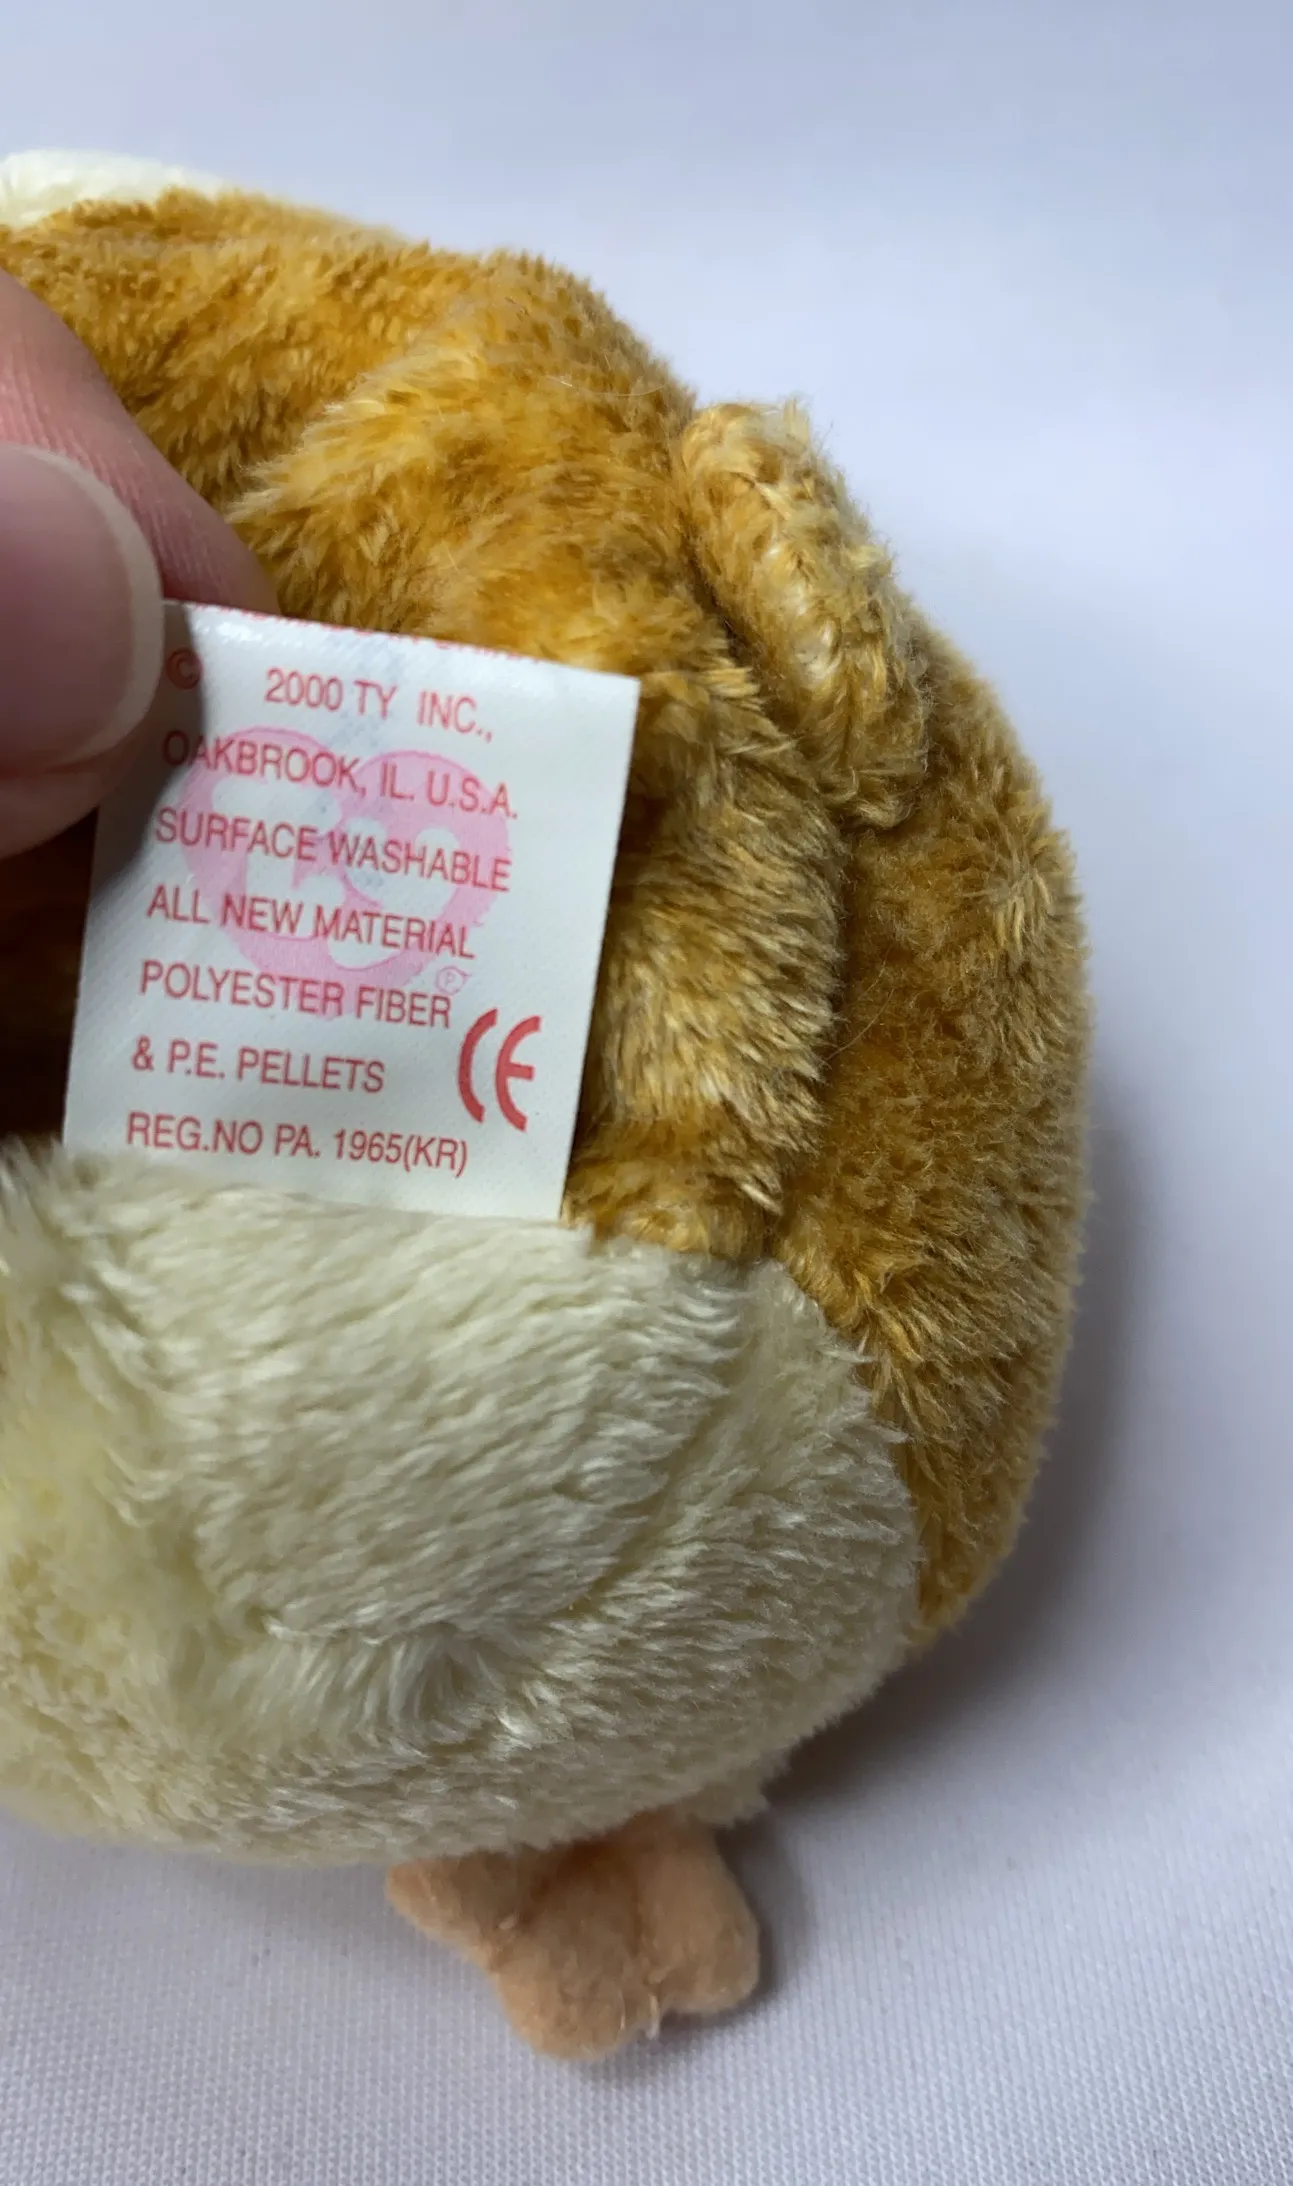 © 2000 TY INC.,
OAKBROOK, IL. U.S.A.
SURFACE WASHABLE
ALL NEW MATERIAL
POLYESTER FIBER
& P.E. PELLETS
CE
REG.NO PA. 1965(KR)